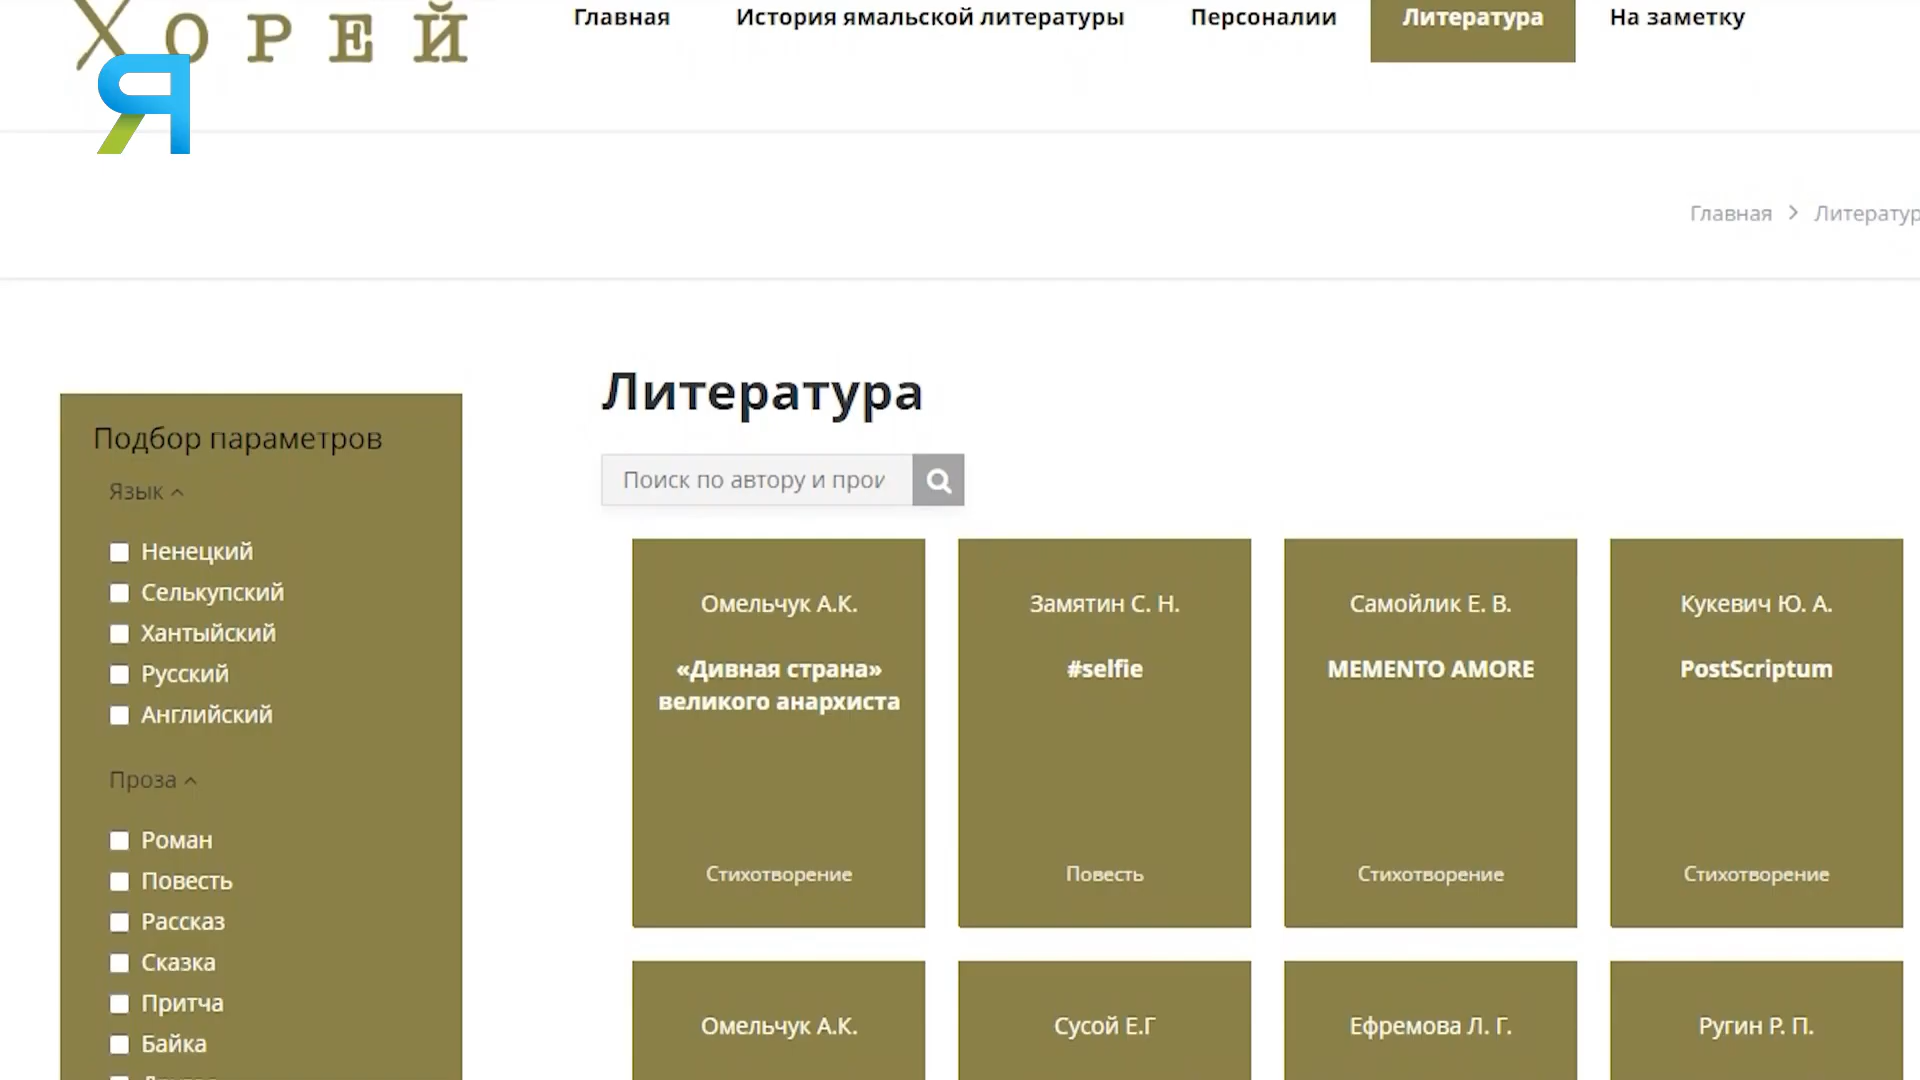 Хорей
Главная
История ямальской литературы
Персоналии
Литература
На заметку
Я
Главная > Литератур
Литература
Поиск по автору и прои
Подбор параметров
Язык
Ненецкий
Селькупский
Хантыйский
Русский
Английский
Проза
Роман
Повесть
Рассказ
Сказка
Притча
Байка
Омельчук А.К.
«Дивная страна»
великого анархиста
Стихотворение
Замятин С. Н.
#selfie
Повесть
Самойлик Е. В.
MEMENTO AMORE
Стихотворение
Кукевич Ю. А.
PostScriptum
Стихотворение
Омельчук А.К.
Сусой Е.Г
Ефремова Л. Г.
Ругин Р. П.